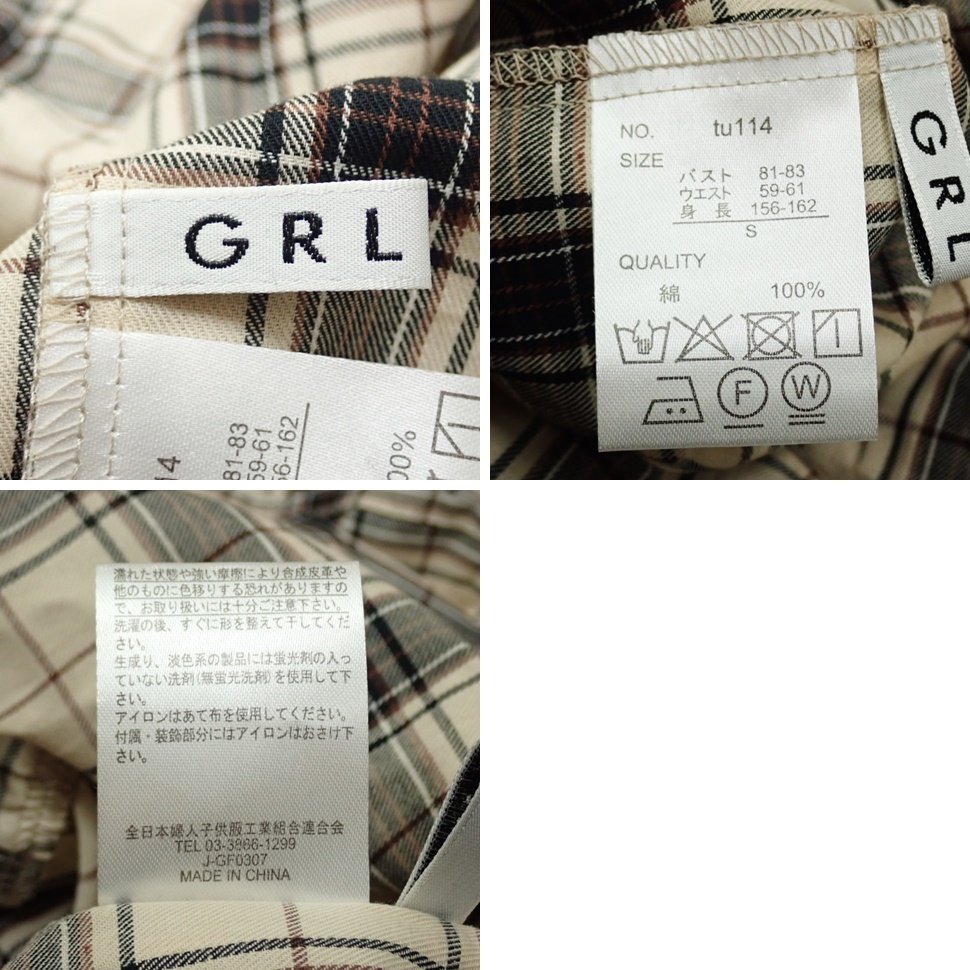 GRL
14
81-83
59-61
56-162
00%
NO. tu114
SIZE
バスト 81-83
ウエスト 59-61
身長 156-162
S
QUALITY
綿 100%
F
W
GRL
濡れた状態や強い摩擦により合成皮革や
他のものに色移りする恐れがありますの
で、お取り扱いには十分ご注意下さい。
洗濯の後、すぐに形を整えて干してくだ
さい。
生成り、淡色系の製品には蛍光剤の入っ
ていない洗剤(無蛍光洗剤)を使用して下
さい。
アイロンはあて布を使用してください。
付属・装飾部分にはアイロンはおさけ下
さい。
全日本婦人子供服工業組合連合会
TEL 03-3866-1299
J-GF0307
MADE IN CHINA